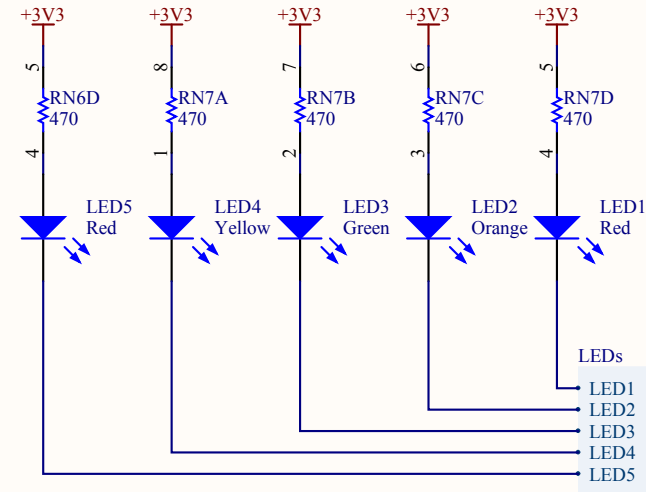 +3V3 +3V3 +3V3 +3V3 +3V3
5 8 7 6 5
RN6D RN7A RN7B RN7C RN7D
470 470 470 470 470
4 1 2 3 4
LED5 LED4 LED3 LED2 LED1
Red Yellow Green Orange Red
LEDs
LED1
LED2
LED3
LED4
LED5